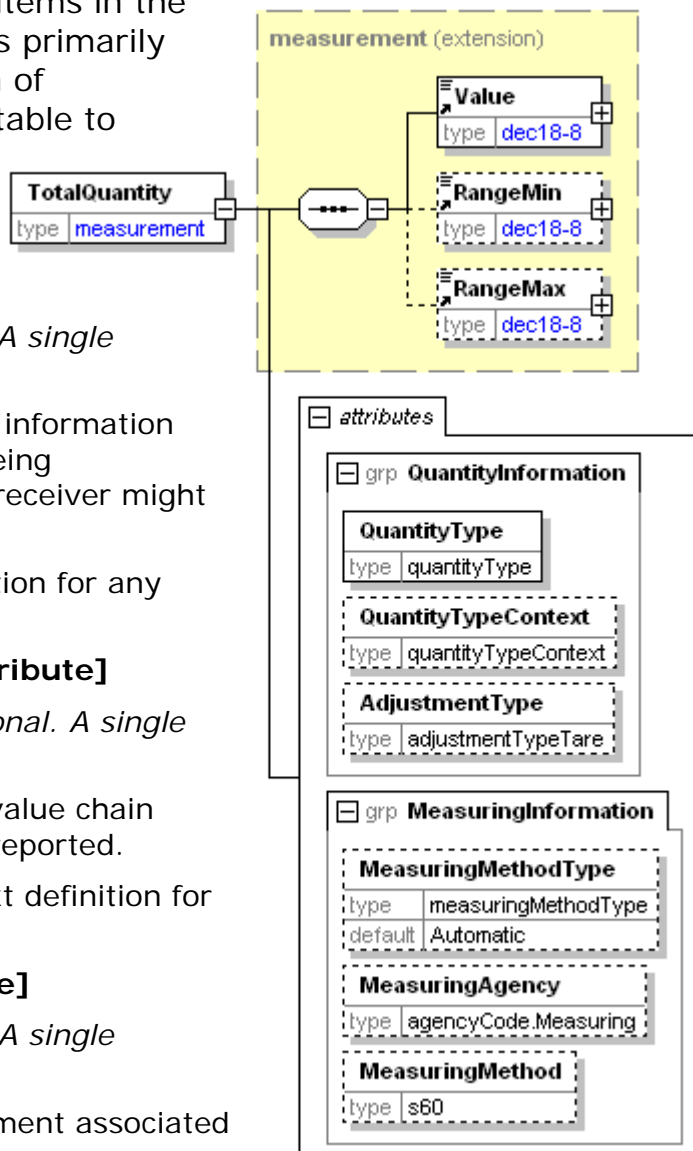 items in the
s primarily
of
table to
A single
information
eing
receiver might
tion for any
ribute]
onal. A single
value chain
reported.
xt definition for
e]
A single
ment associated
measurement (extension)
Value
type dec18-8
TotalQuantity
type measurement
RangeMin
type dec18-8
RangeMax
type dec18-8
attributes
grp QuantityInformation
QuantityType
type quantityType
QuantityTypeContext
type quantityTypeContext
AdjustmentType
type adjustmentTypeTare
grp MeasuringInformation
MeasuringMethodType
type measuringMethodType
default Automatic
MeasuringAgency
type agencyCode.Measuring
MeasuringMethod
type s60